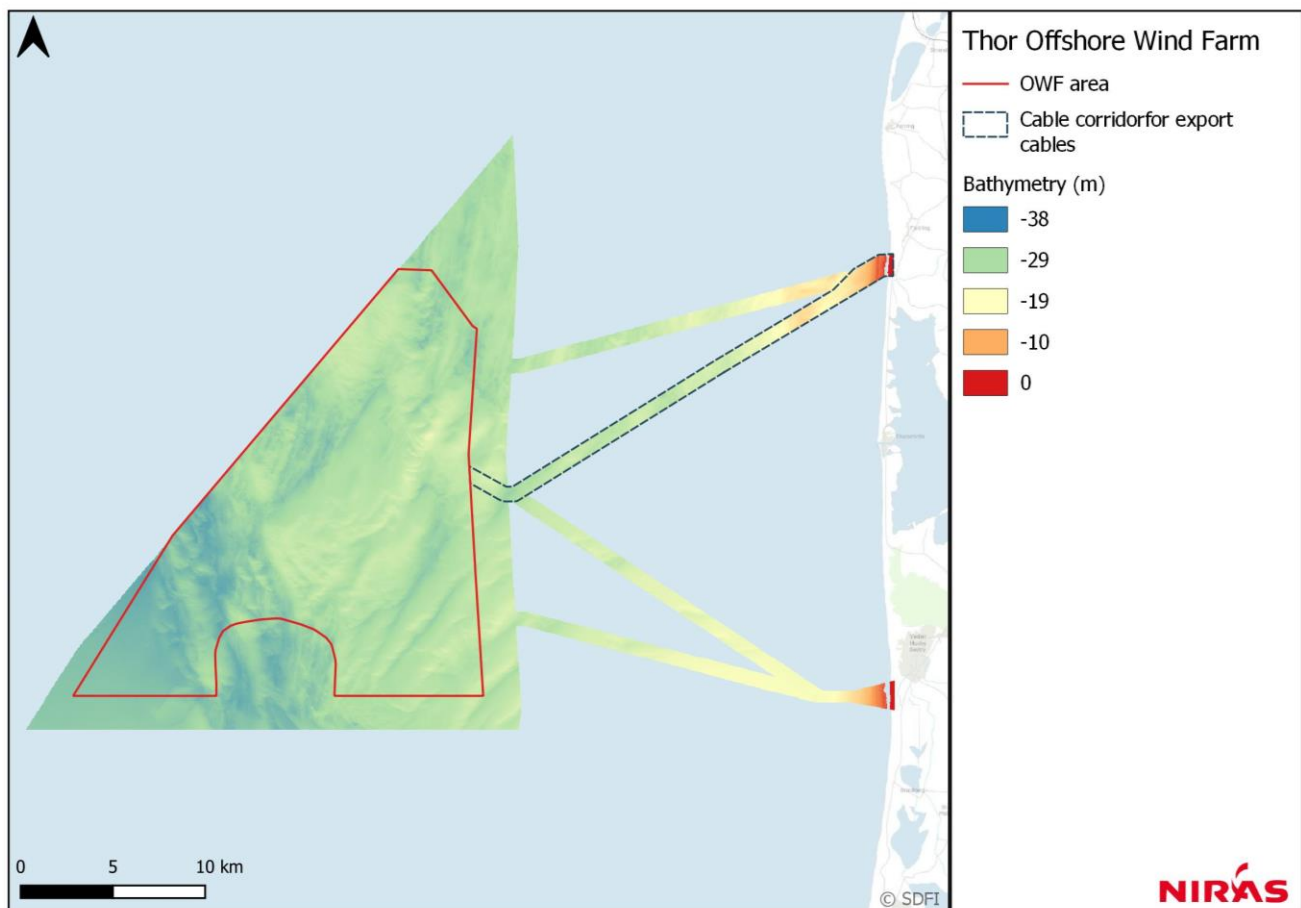 Thor Offshore Wind Farm
OWF area
Cable corridorfor export
cables
Bathymetry (m)
-38
-29
-19
-10
0
0 5 10 km
© SDFI
NIRAS